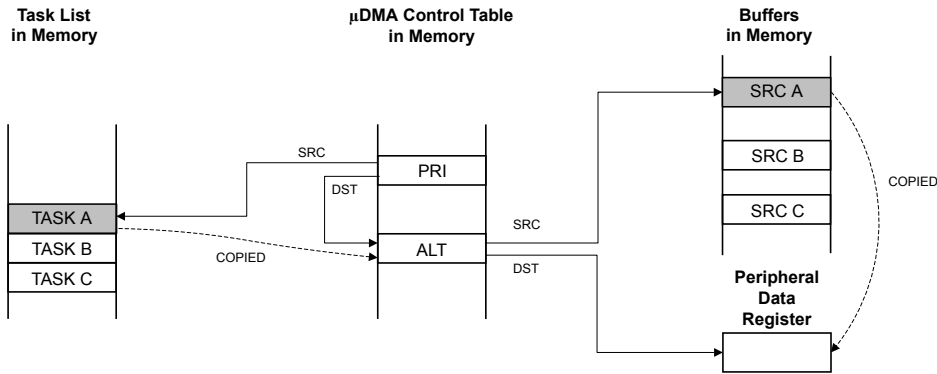 Task List
in Memory
µDMA Control Table
in Memory
Buffers
in Memory
SRC A
SRC
PRI
SRC B
DST
COPIED
SRC C
TASK A
SRC
TASK B
ALT
COPIED
DST
TASK C
Peripheral
Data
Register